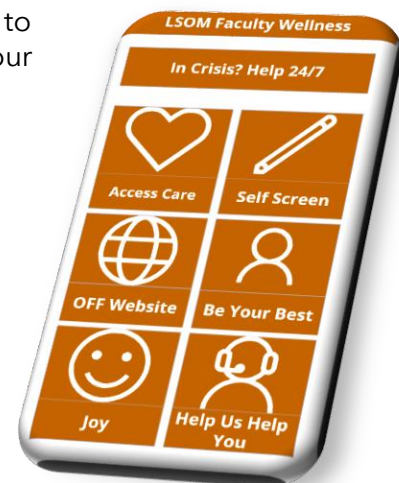 to
our
LSOM Faculty Wellness
In Crisis? Help 24/7
Access Care
Self Screen
OFF Website
Be Your Best
Joy
Help Us Help
You